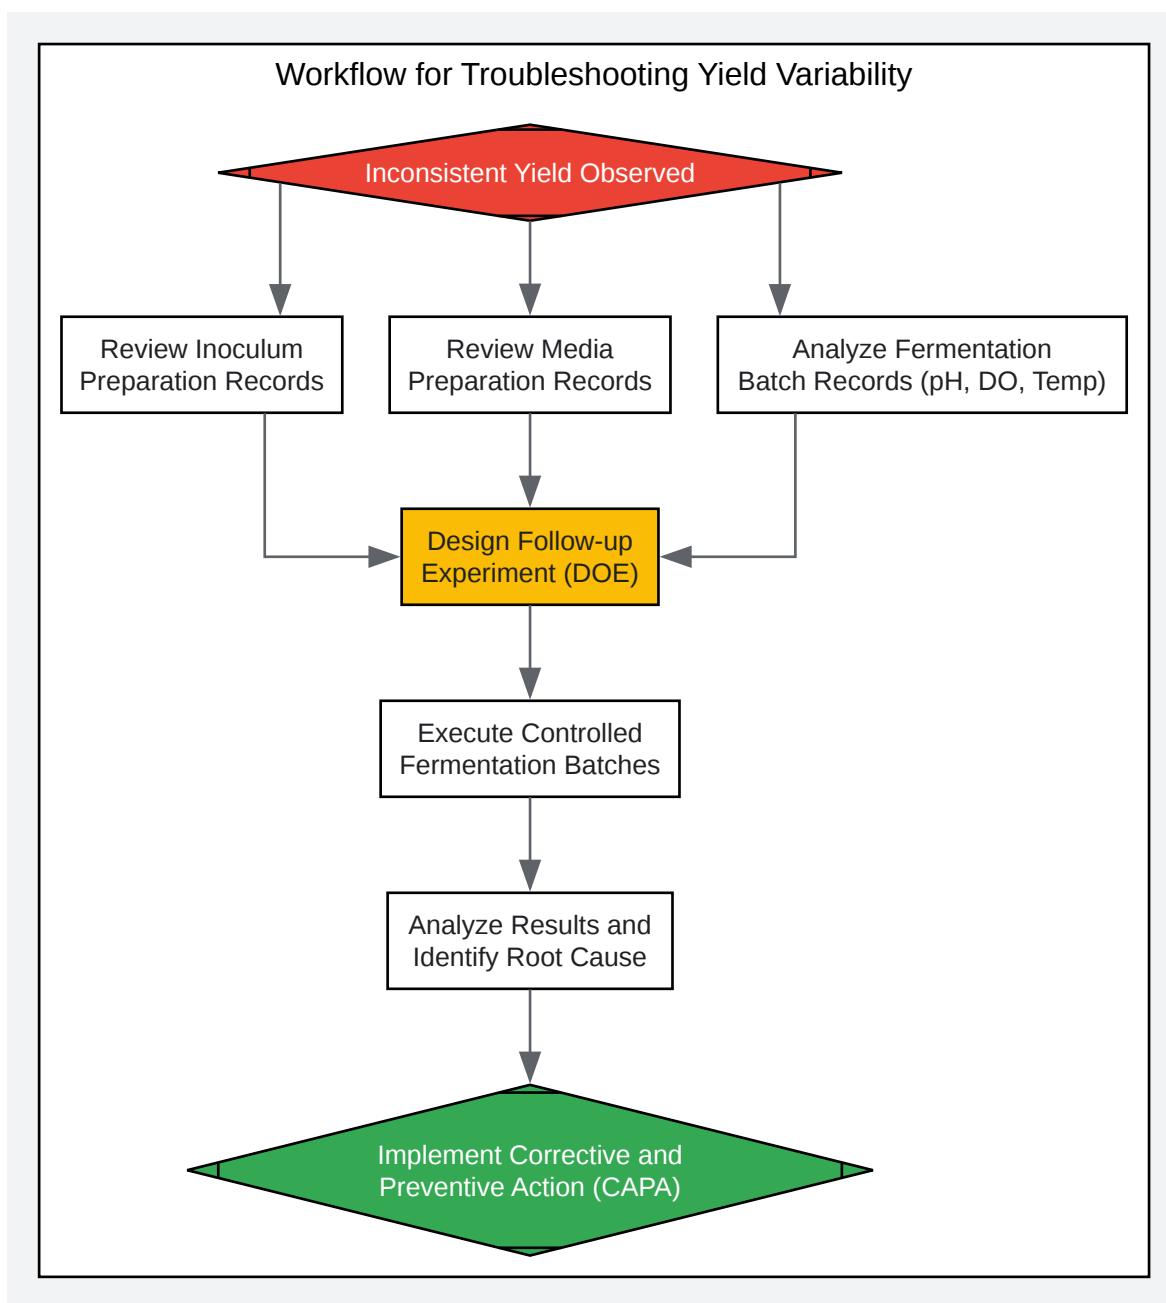 Workflow for Troubleshooting Yield Variability
Inconsistent Yield Observed
Review Inoculum
Preparation Records
Review Media
Preparation Records
Analyze Fermentation
Batch Records (pH, DO, Temp)
Design Follow-up
Experiment (DOE)
Execute Controlled
Fermentation Batches
Analyze Results and
Identify Root Cause
Implement Corrective and
Preventive Action (CAPA)